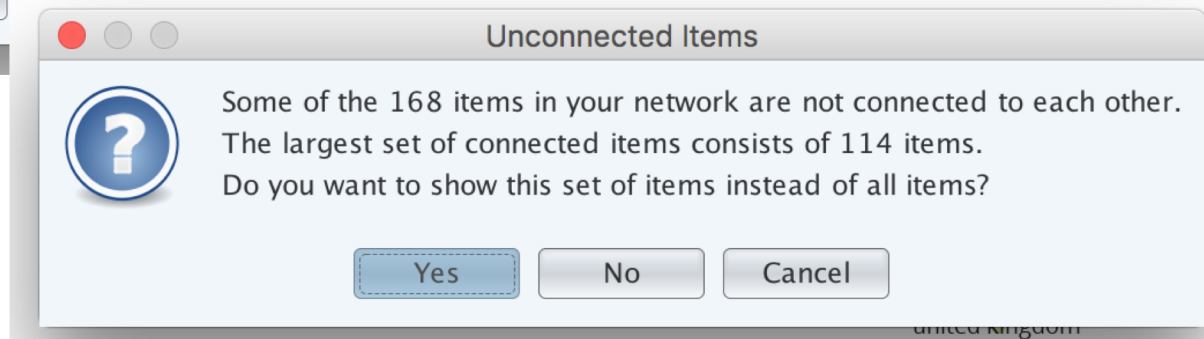 Unconnected Items
Some of the 168 items in your network are not connected to each other.
The largest set of connected items consists of 114 items.
Do you want to show this set of items instead of all items?
Yes
No
Cancel
united kingdom